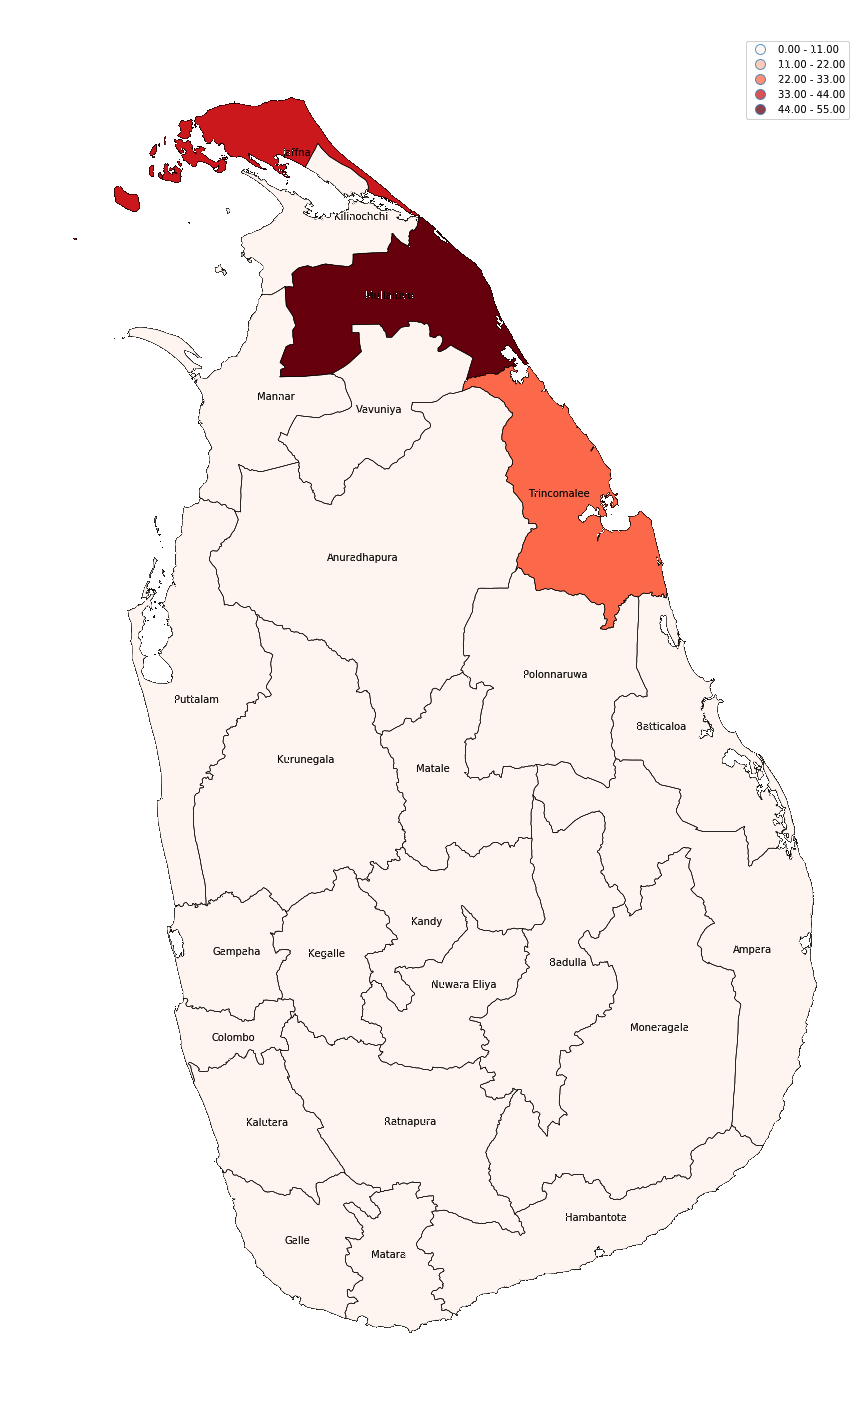 0.00 - 11.00
11.00 - 22.00
22.00 - 33.00
33.00 - 44.00
44.00 - 55.00
Kilinochchi
Mannar
Vavuniya
Trincomalee
Anuradhapura
Polonnaruwa
Puttalam
Batticaloa
Kurunegala
Matale
Kandy
Gampaha
Kegalle
Ampara
Badulla
Nuwara Eliya
Moneragala
Colombo
Kalutara
Ratnapura
Hambantota
Galle
Matara